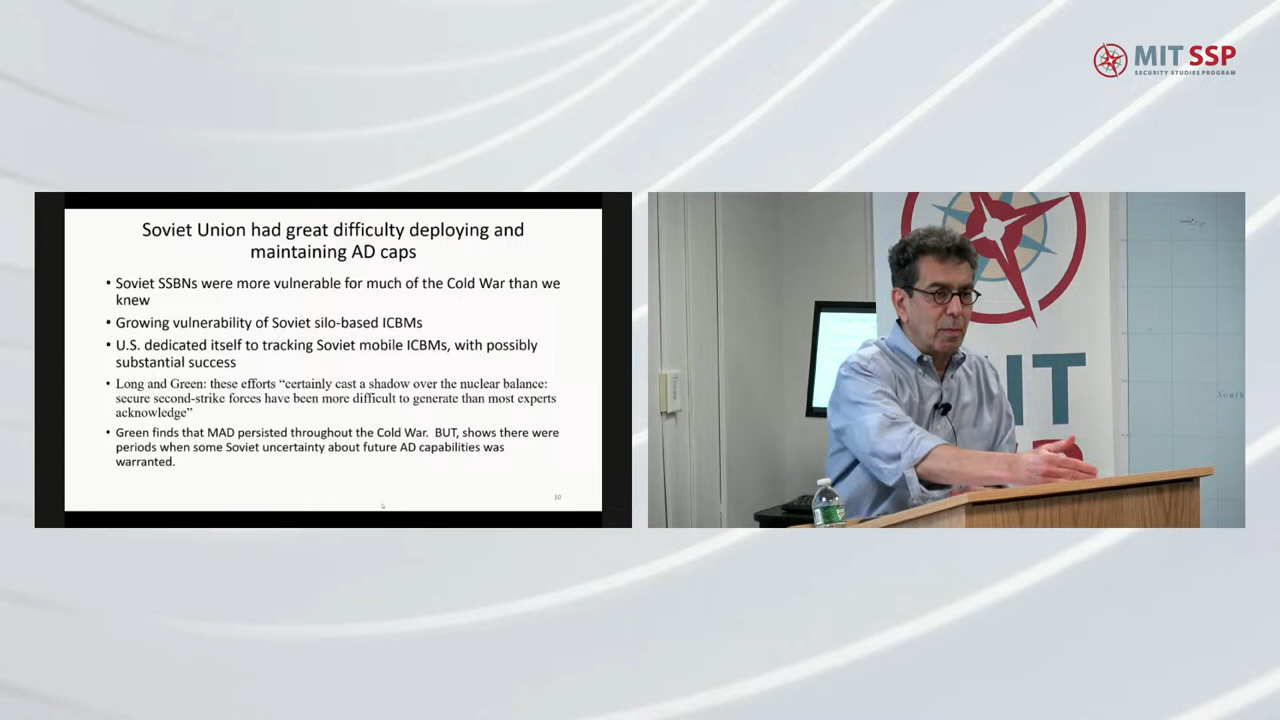 MIT SSP
SECURITY STUDIES PROGRAM
Soviet Union had great difficulty deploying and
maintaining AD caps
• Soviet SSBNs were more vulnerable for much of the Cold War than we
knew
• Growing vulnerability of Soviet silo-based ICBMs
• U.S. dedicated itself to tracking Soviet mobile ICBMs, with possibly
substantial success
• Long and Green: these efforts “certainly cast a shadow over the nuclear balance:
secure second-strike forces have been more difficult to generate than most experts
acknowledge”
• Green finds that MAD persisted throughout the Cold War. BUT, shows there were
periods when some Soviet uncertainty about future AD capabilities was
warranted.
10
IT
South